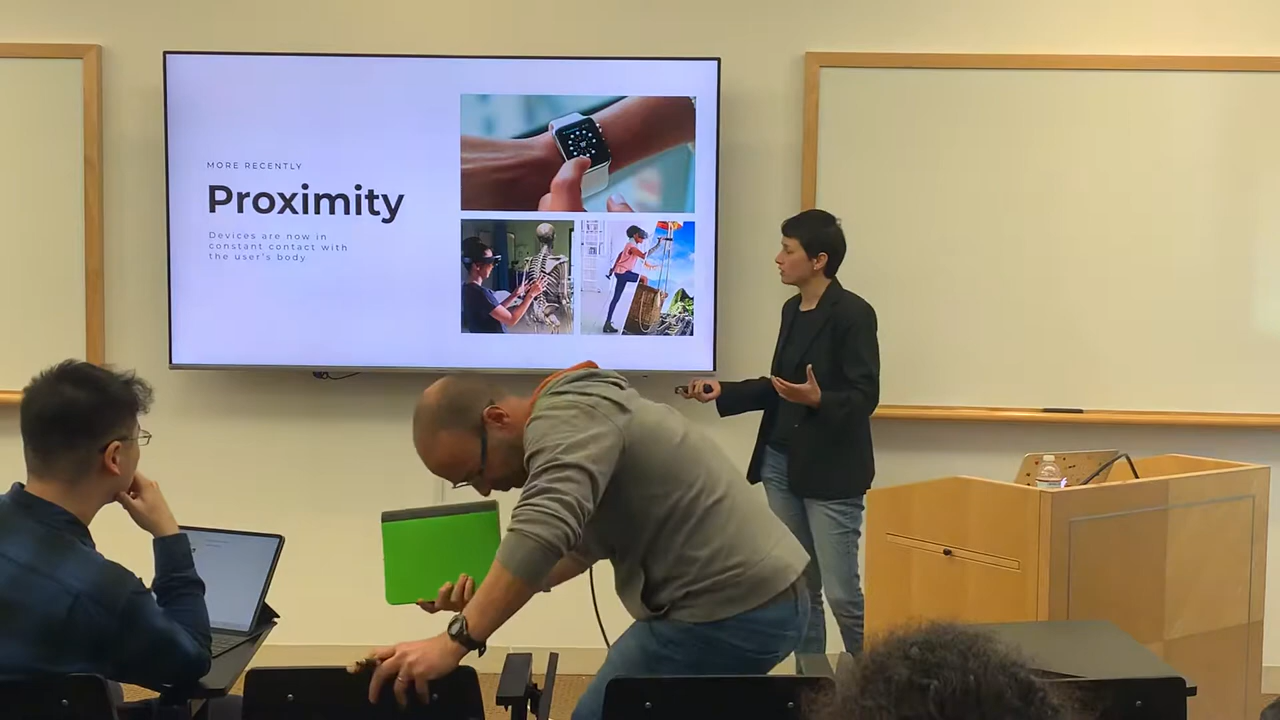 MORE RECENTLY
Proximity
Devices are now in
constant contact with
the user's body